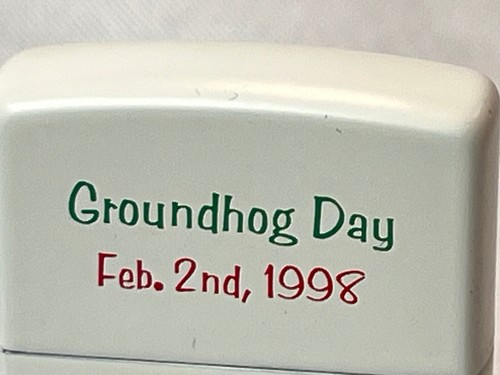 Groundhog Day
Feb. 2nd, 1998